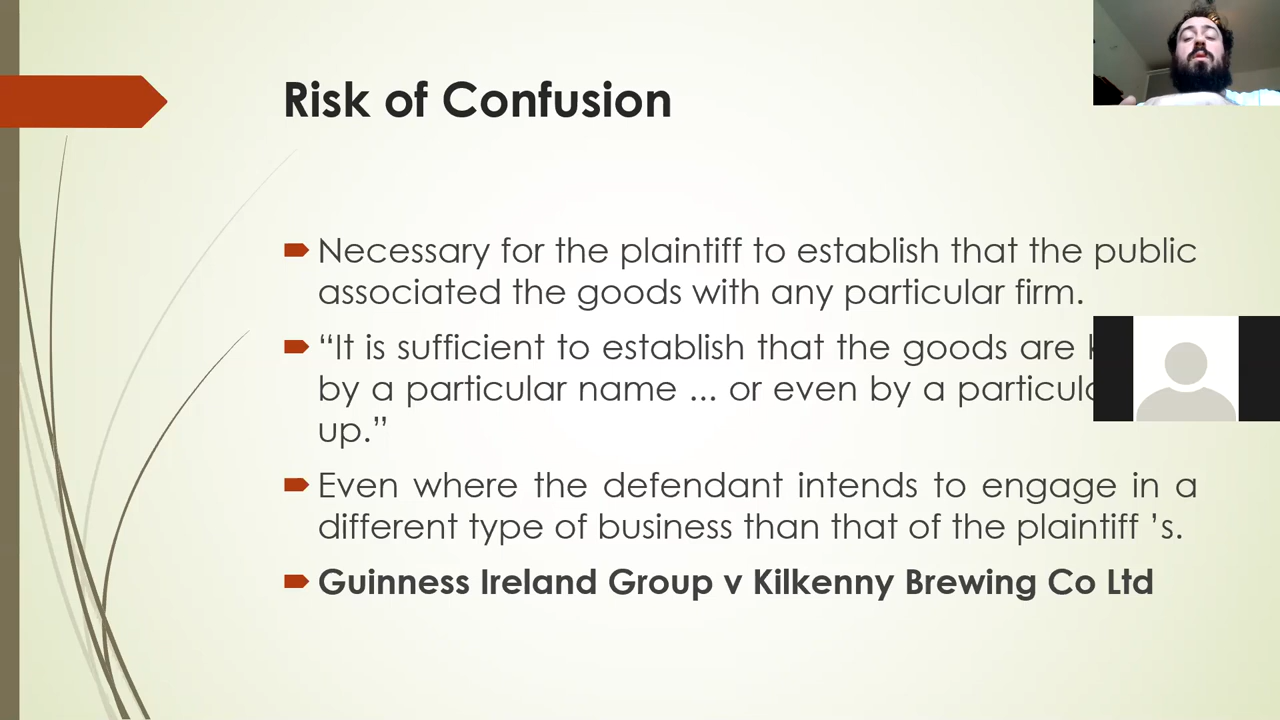 Risk of Confusion
Necessary for the plaintiff to establish that the public
associated the goods with any particular firm.
“It is sufficient to establish that the goods are
by a particular name ... or even by a
up.”
Even where the defendant intends to engage in a
different type of business than that of the plaintiff ’s.
Guinness Ireland Group v Kilkenny Brewing Co Ltd